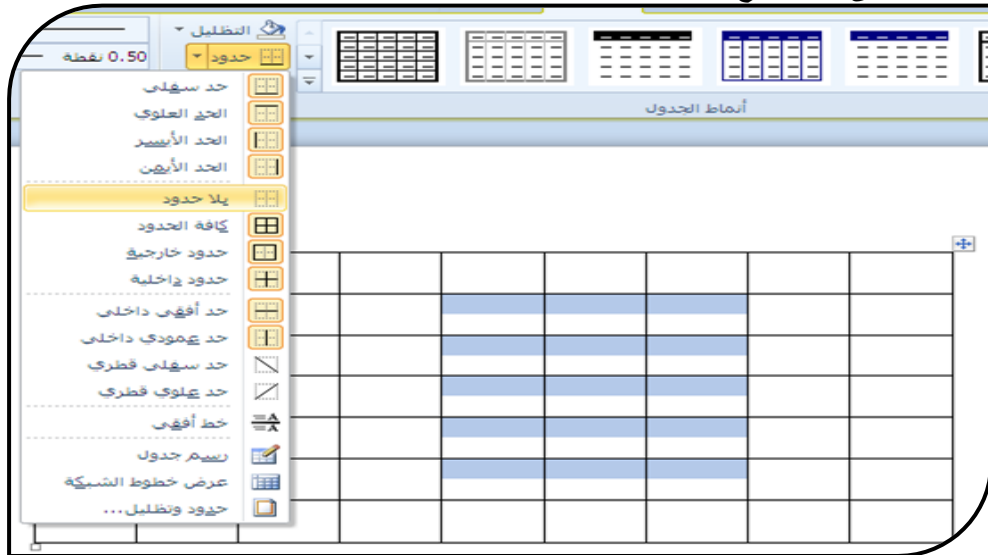 التظليل
حدود
0.50 نقطة
أنماط الجدول
حد سفلي
الحد العلوي
الحد الأيسر
الحد الأيمن
بلا حدود
كافة الحدود
حدود خارجية
حدود داخلية
حد أفقي داخلي
حد عمودي داخلي
حد سفلي قطري
حد علوي قطري
خط أفقي
رسم جدول
عرض خطوط الشبكة
حدود وتظليل...